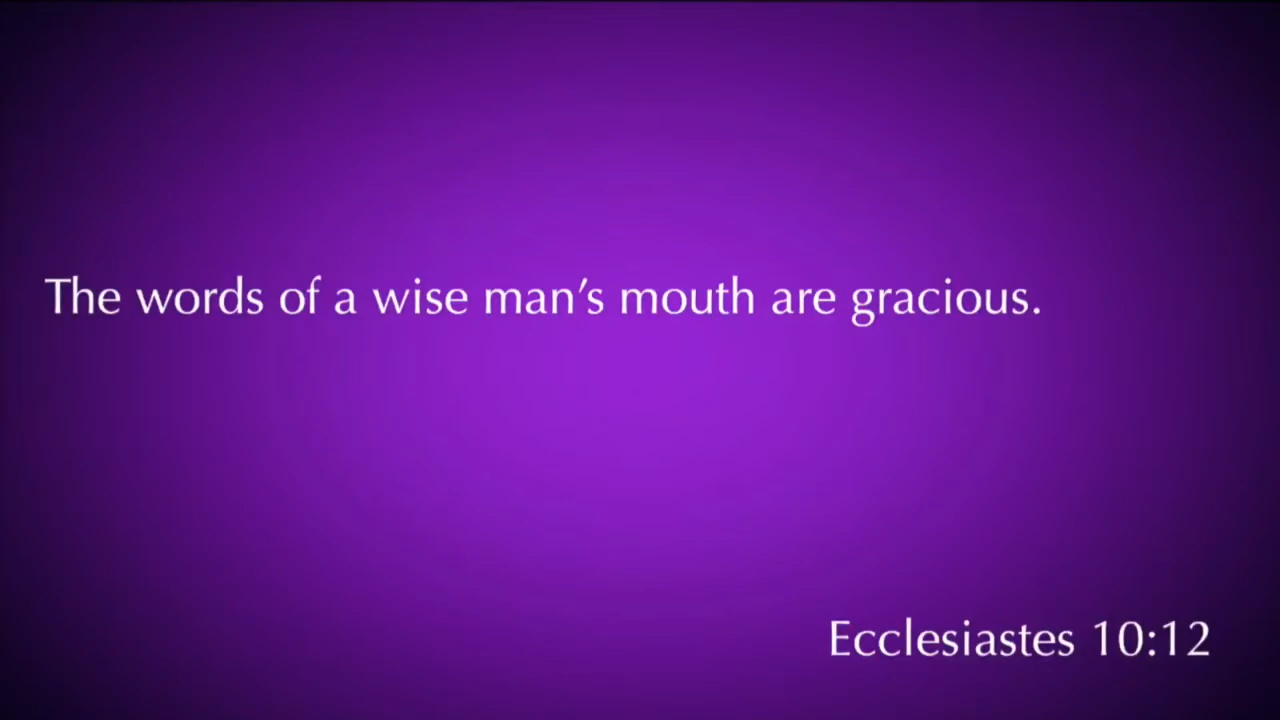 The words of a wise man’s mouth are gracious.
Ecclesiastes 10:12